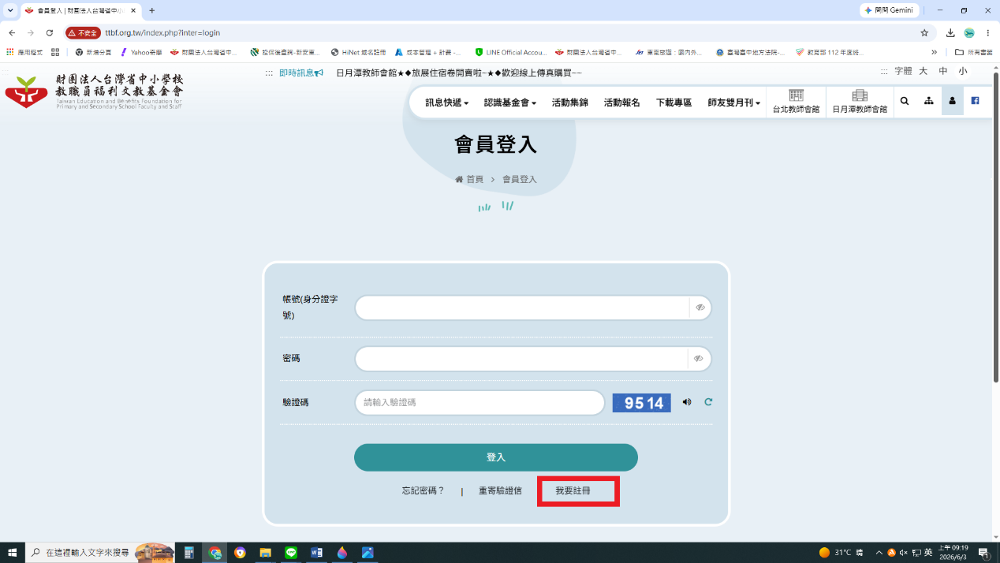 會員登入 | 財團法人台灣省中小
問問 Gemini
不安全
ttbf.org.tw/index.php?inter=login
應用程式
新增分頁
Yahoo奇摩
財團法人台灣省中...
投保後查詢-新安東...
HiNet 域名註冊
成本管理 + 計費 -...
LINE Official Accou...
財團法人台灣省中...
東南旅遊：國內外...
臺灣臺中地方法院-...
教育部 112 年度
»
所有書籤
財團法人台灣省中小學校
教職員福利文教基金會
Taiwan Education and Benefits Foundation for
Primary and Secondary School Faculty and Staff
::: 即時訊息
日月潭教師會館★◆旅展住宿卷開賣啦~★◆歡迎線上傳真購買~~
::: 字體 大 中 小
訊息快遞
認識基金會
活動集錦
活動報名
下載專區
師友雙月刊
台北教師會館
日月潭教師會館
會員登入
首頁 > 會員登入
帳號(身分證字
號)
密碼
驗證碼
請輸入驗證碼
9514
登入
忘記密碼？
|
重寄驗證信
我要註冊
在這裡輸入文字來搜尋
31°C 晴
英
上午 09:19
2026/6/3
1